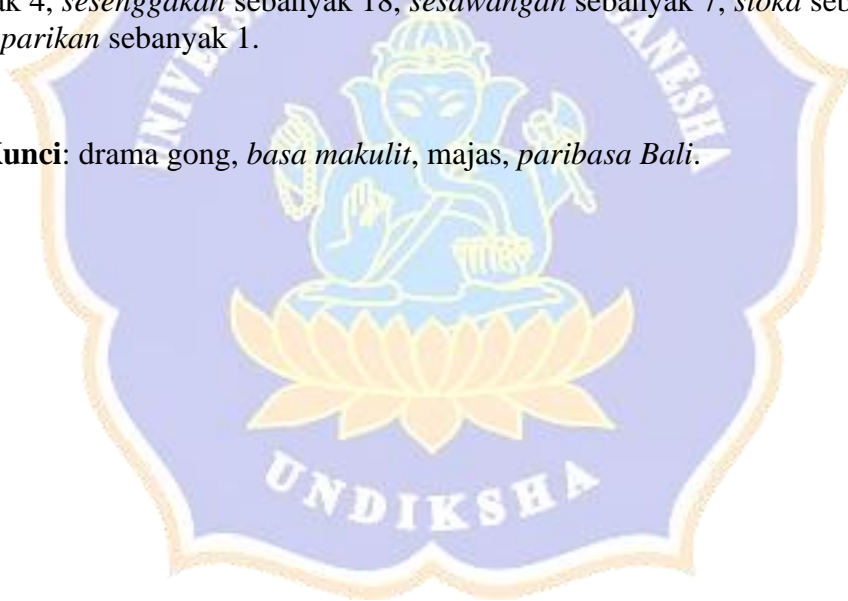 ak 4, sesenggakan sebanyak 18, sesawangan sebanyak 7, sloka seb
parikan sebanyak 1.
Kunci: drama gong, basa makulit, majas, paribasa Bali.
UNDIKSHA